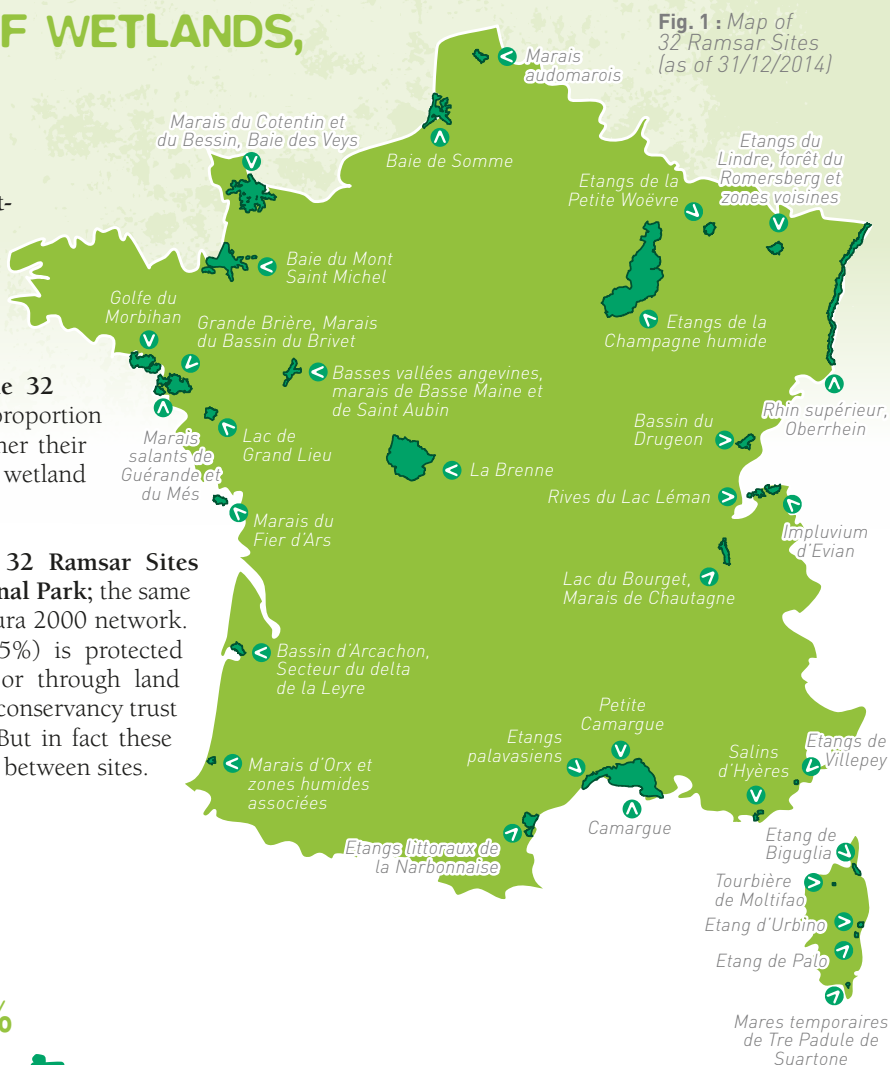 F WETLANDS,
Fig. 1 : Map of
32 Ramsar Sites
(as of 31/12/2014)
t-
e 32
proportion
her their
wetland
32 Ramsar Sites
nal Park; the same
ura 2000 network.
5%) is protected
or through land
conservancy trust
But in fact these
between sites.
%
Marais
audomarois
Baie de Somme
Marais du Cotentin et
du Bessin, Baie des Veys
Etangs du
Lindre, forêt du
Romersberg et
zones voisines
Etangs de la
Petite Woëvre
Baie du Mont
Saint Michel
Golfe du
Morbihan
Grande Brière, Marais
du Bassin du Brivet
Etangs de la
Champagne humide
Basses vallées angevines,
marais de Basse Maine et
de Saint Aubin
Rhin supérieur,
Oberrhein
Marais
salants de
Guérande et
du Més
Lac de
Grand Lieu
Bassin du
Drugeon
La Brenne
Rives du Lac Léman
Marais du
Fier d'Ars
Impluvium
d'Evian
Lac du Bourget,
Marais de Chautagne
Bassin d'Arcachon,
Secteur du delta
de la Leyre
Petite
Camargue
Etangs
palavasiens
Salins
d'Hyères
Etangs de
Villepey
Marais d'Orx et
zones humides
associées
Camargue
Etangs littoraux de
la Narbonnaise
Etang de
Biguglia
Tourbière
de Moltifao
Etang d'Urbino
Etang de Palo
Mares temporaires
de Tre Padule de
Suartone